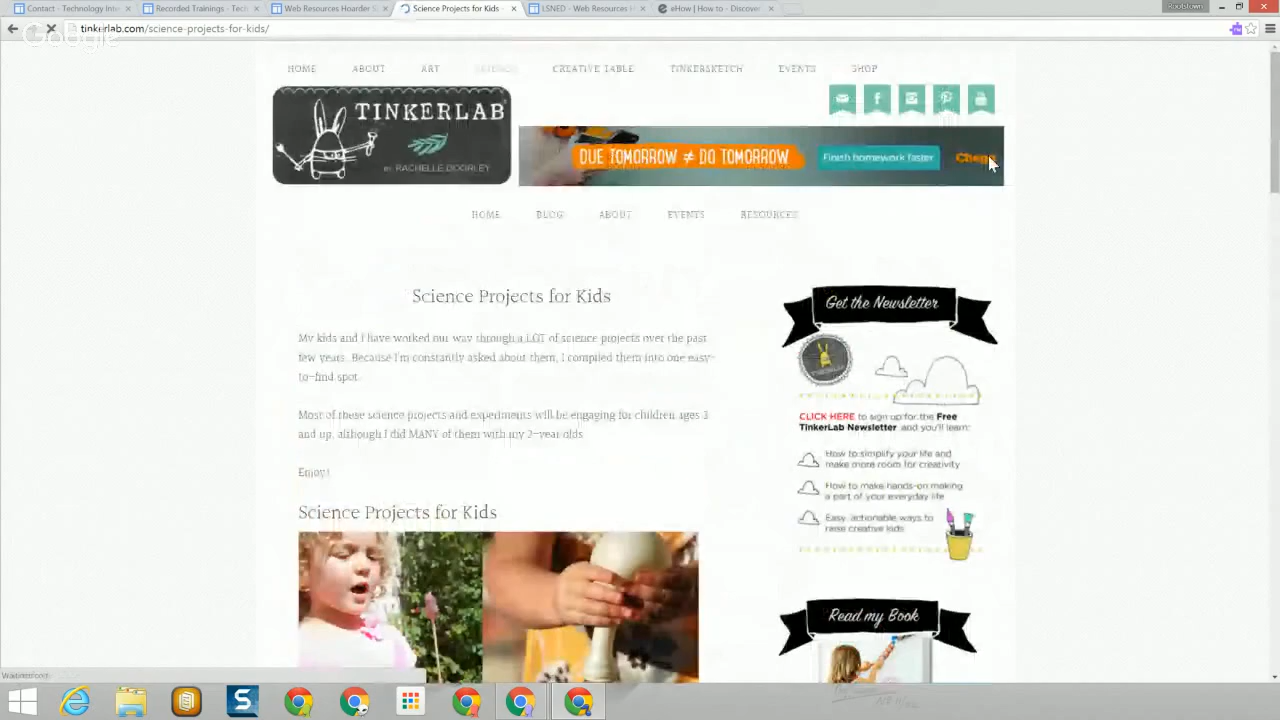 Contact - Technology Inte
Recorded Trainings - Tech
Web Resources Hoarder S
Science Projects for Kids -
LSNED - Web Resources H
eHow | How to - Discover
Rootstown
tinkerlab.com/science-projects-for-kids/
Google
HOME ABOUT ART SCIENCE CREATIVE TABLE TINKERSKETCH EVENTS SHOP
TINKERLAB
BY RACHELLE DOORLEY
DUE TOMORROW ≠ DO TOMORROW
Finish homework faster
Chegg
HOME BLOG ABOUT EVENTS RESOURCES
Science Projects for Kids
My kids and I have worked our way through a LOT of science projects over the past
few years. Because I'm constantly asked about them, I compiled them into one easy-
to-find spot.
Most of these science projects and experiments will be engaging for children ages 3
and up, although I did MANY of them with my 2-year olds
Enjoy!
Science Projects for Kids
Get the Newsletter
CLICK HERE to sign up for the Free
TinkerLab Newsletter and you'll learn:
How to simplify your life and
make more room for creativity
How to make hands-on making
a part of your everyday life
Easy, actionable ways to
raise creative kids
Read my Book